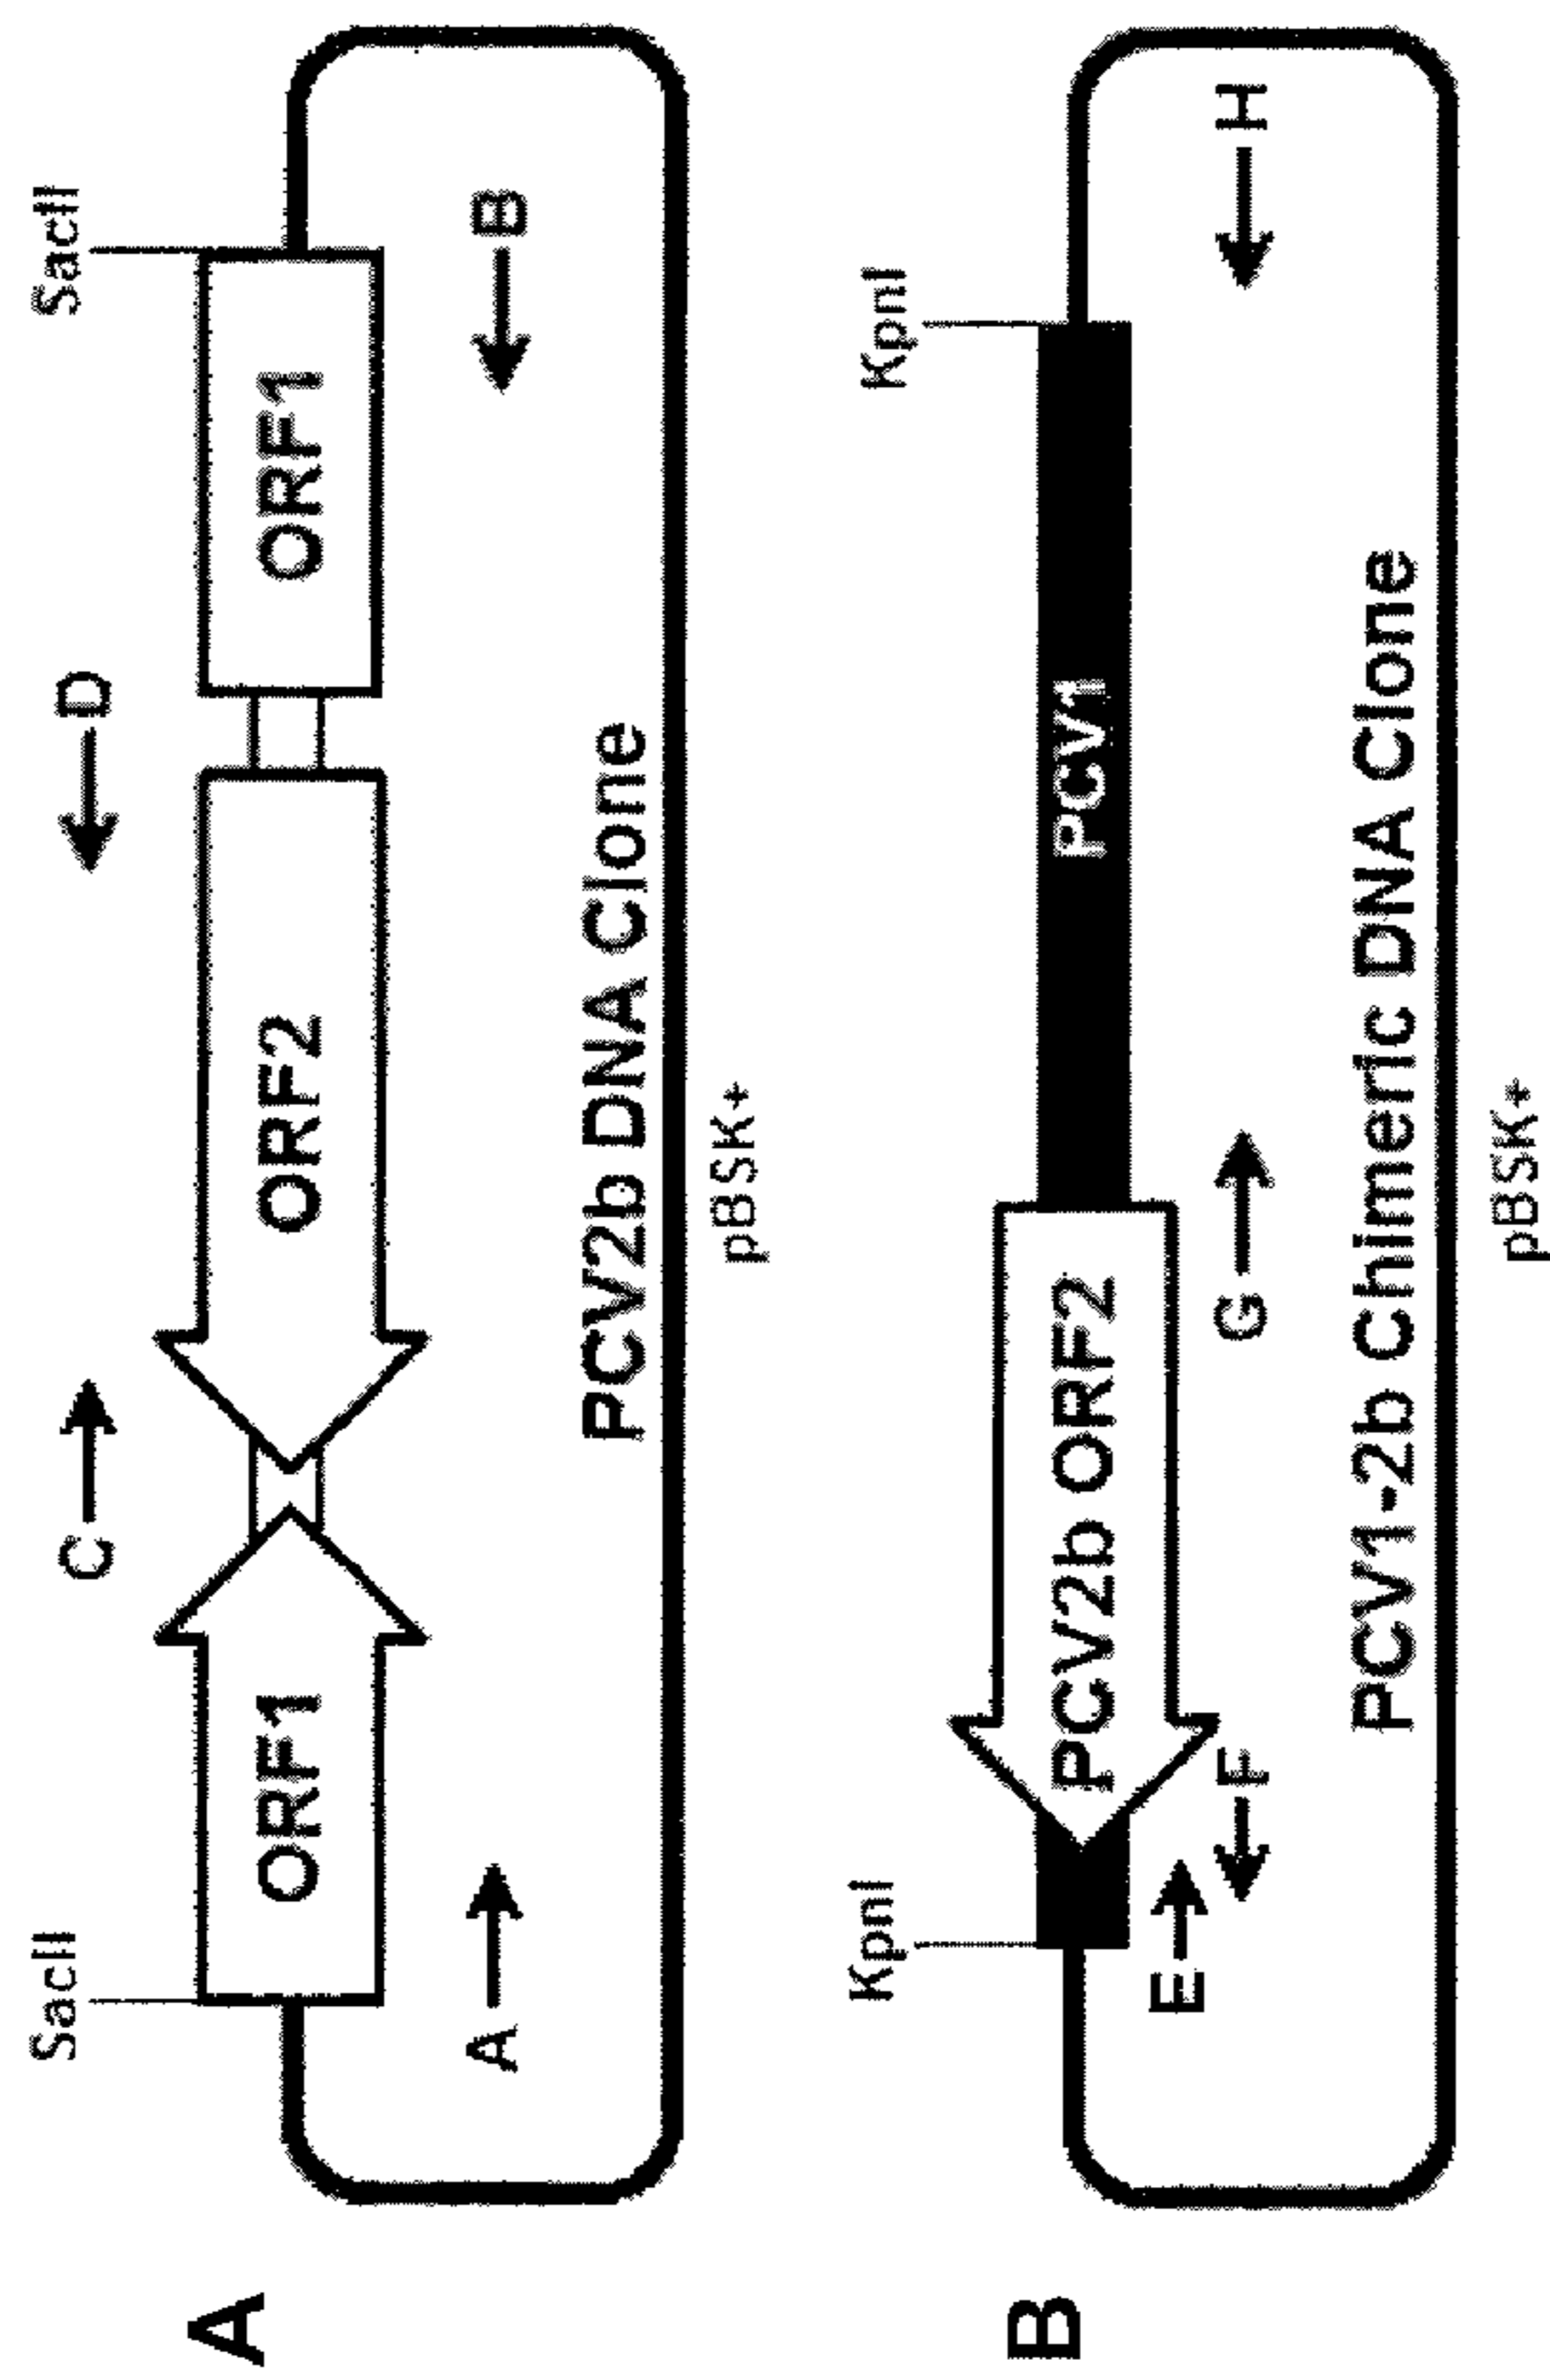 A
SacII
SacII
C
D
ORF1
ORF2
ORF1
A
B
PCV2b DNA Clone
pBSK+
B
KpnI
KpnI
PCV2b ORF2
PCV1
E
F
G
H
PCV1-2b Chimeric DNA Clone
pBSK+